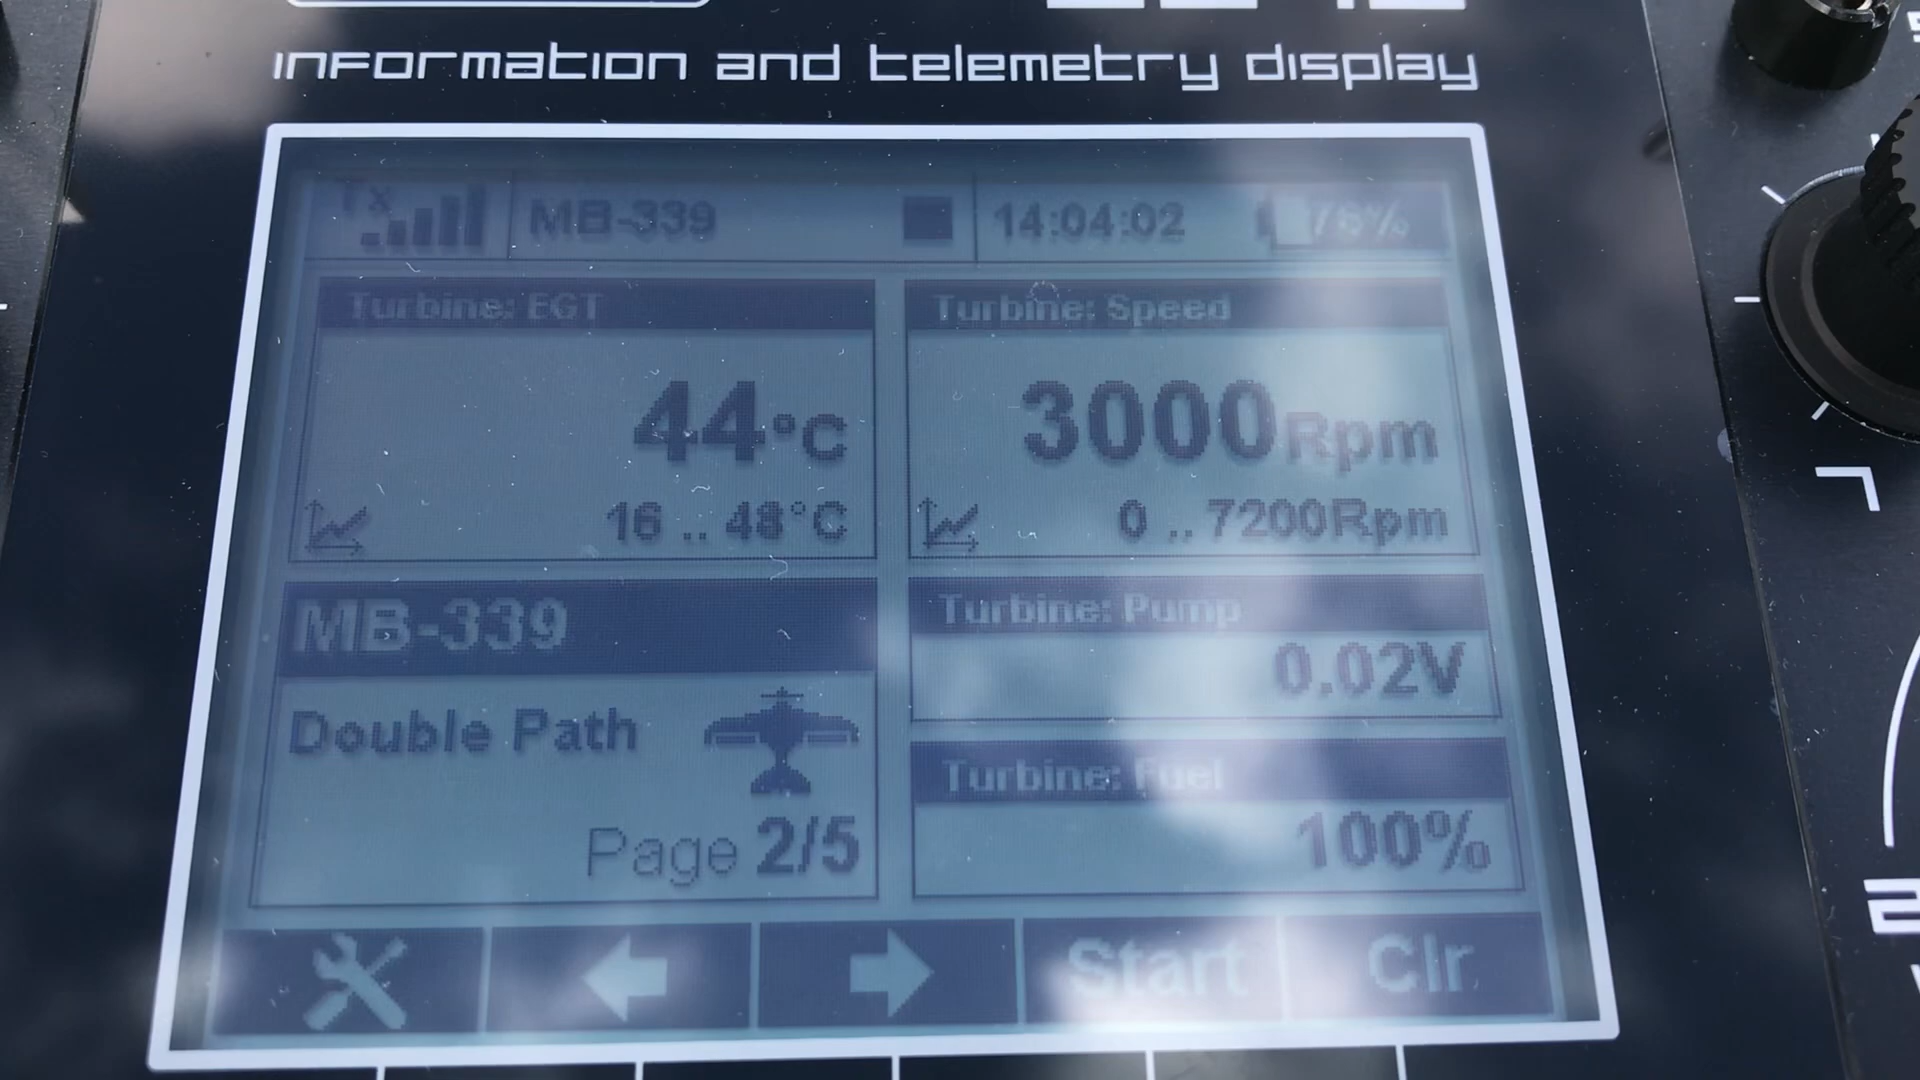 information and telemetry display
Tx MB-339 14:04:02 76%
Turbine: EGT
44°C
16 .. 48°C
Turbine: Speed
3000Rpm
0 .. 7200Rpm
MB-339
Double Path
Page 2/5
Turbine: Pump
0.02V
Turbine: Fuel
100%
Start Clr